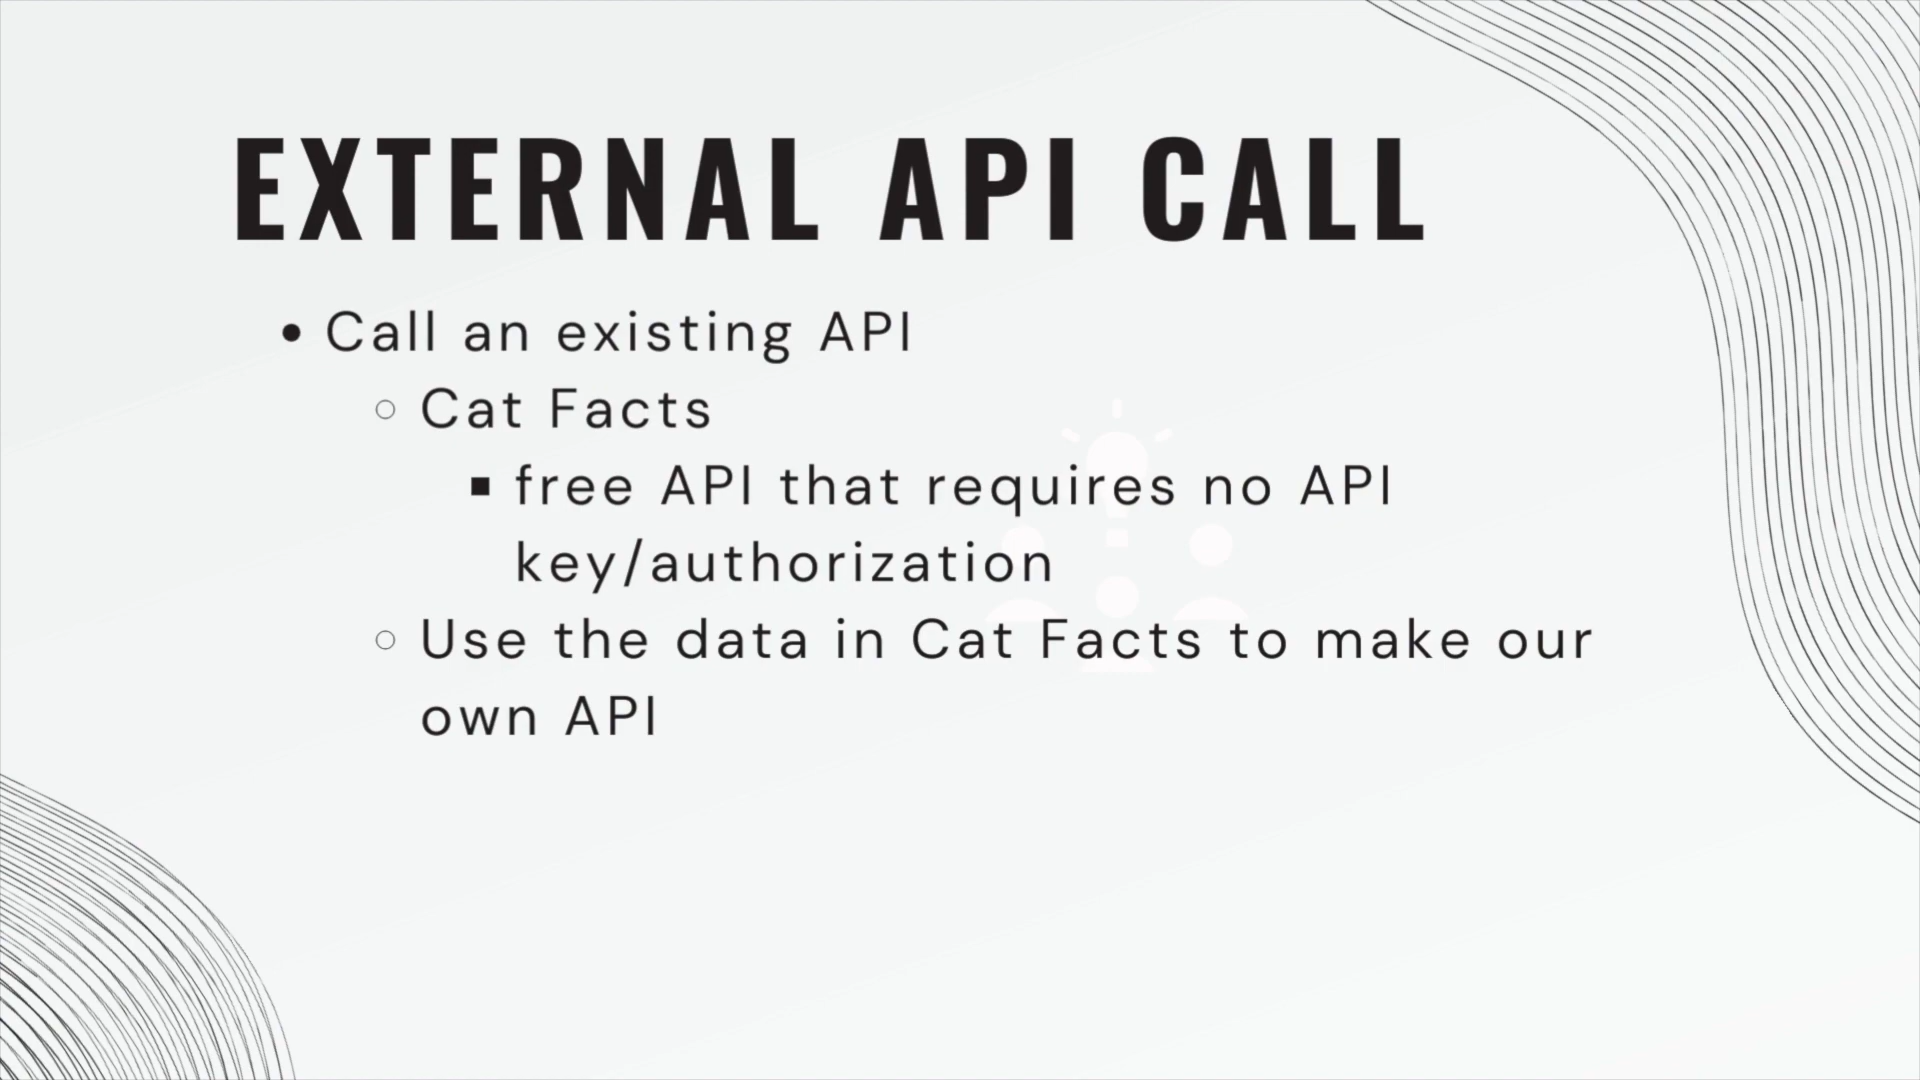 EXTERNAL API CALL
• Call an existing API
○ Cat Facts
▪ free API that requires no API
key/authorization
○ Use the data in Cat Facts to make our
own API